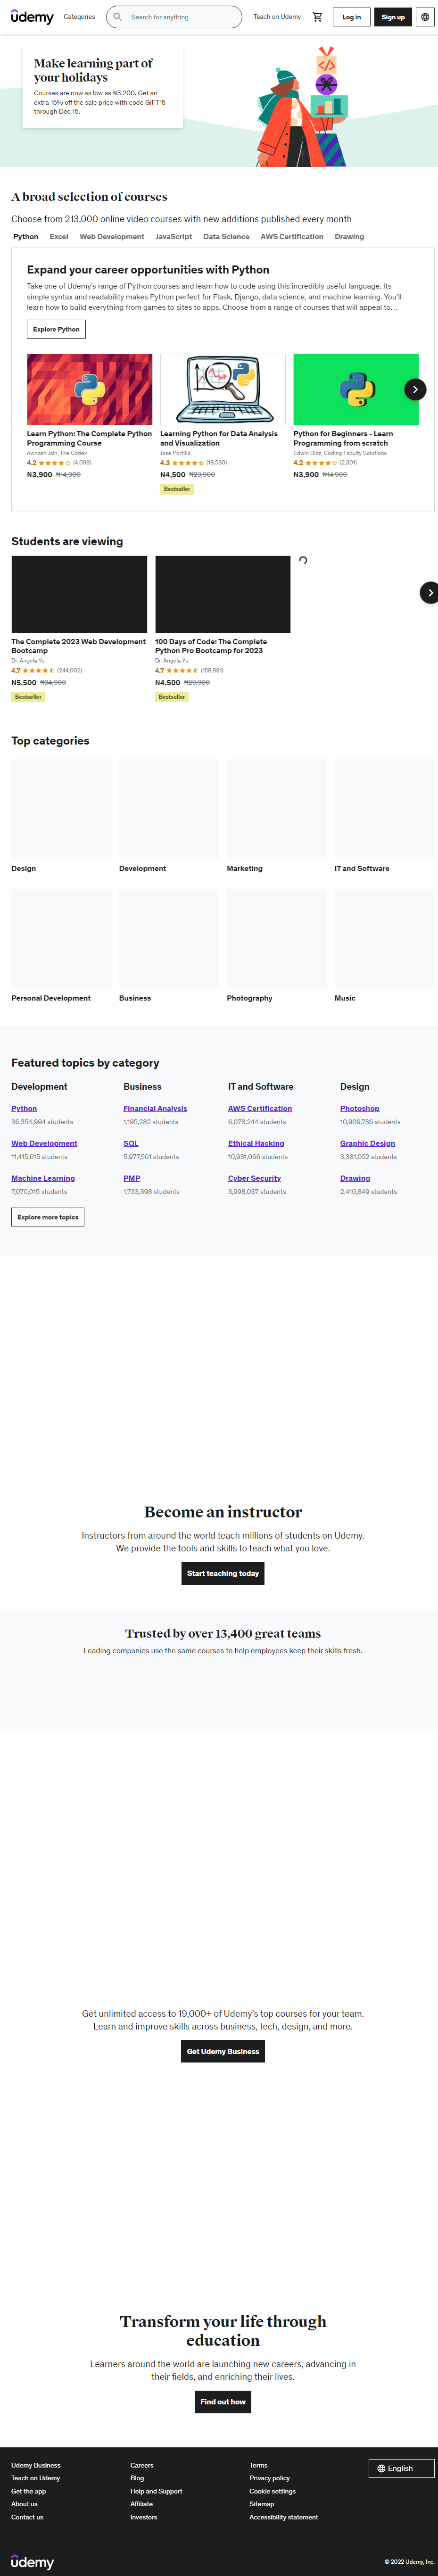 udemy
Categories
Search for anything
Teach on Udemy
Log in
Sign up
Make learning part of
your holidays
Courses are now as low as ₦3,200. Get an
extra 15% off the sale price with code GIFT15
through Dec 15.
A broad selection of courses
Choose from 213,000 online video courses with new additions published every month
Python Excel Web Development JavaScript Data Science AWS Certification Drawing
Expand your career opportunities with Python
Take one of Udemy's range of Python courses and learn how to code using this incredibly useful language. Its
simple syntax and readability makes Python perfect for Flask, Django, data science, and machine learning. You'll
learn how to build everything from games to sites to apps. Choose from a range of courses that will appeal to…
Explore Python
Learn Python: The Complete Python
Programming Course
Avinash Jain, The Codex
4.2 (4,098)
₦3,900 ₦14,900
Learning Python for Data Analysis
and Visualization
Jose Portilla
4.3 (18,530)
₦4,500 ₦29,900
Bestseller
Python for Beginners - Learn
Programming from scratch
Edwin Diaz, Coding Faculty Solutions
4.2 (2,301)
₦3,900 ₦14,900
Students are viewing
The Complete 2023 Web Development
Bootcamp
Dr. Angela Yu
4.7 (244,002)
₦5,500 ₦34,900
Bestseller
100 Days of Code: The Complete
Python Pro Bootcamp for 2023
Dr. Angela Yu
4.7 (158,981)
₦4,500 ₦29,900
Bestseller
Top categories
Design
Development
Marketing
IT and Software
Personal Development
Business
Photography
Music
Featured topics by category
Development
Python
36,354,994 students
Web Development
11,415,615 students
Machine Learning
7,070,015 students
Business
Financial Analysis
1,195,282 students
SQL
5,977,561 students
PMP
1,733,398 students
IT and Software
AWS Certification
6,078,244 students
Ethical Hacking
10,931,066 students
Cyber Security
3,998,037 students
Design
Photoshop
10,909,736 students
Graphic Design
3,381,052 students
Drawing
2,410,849 students
Explore more topics
Become an instructor
Instructors from around the world teach millions of students on Udemy.
We provide the tools and skills to teach what you love.
Start teaching today
Trusted by over 13,400 great teams
Leading companies use the same courses to help employees keep their skills fresh.
Get unlimited access to 19,000+ of Udemy's top courses for your team.
Learn and improve skills across business, tech, design, and more.
Get Udemy Business
Transform your life through
education
Learners around the world are launching new careers, advancing in
their fields, and enriching their lives.
Find out how
Udemy Business
Teach on Udemy
Get the app
About us
Contact us
Careers
Blog
Help and Support
Affiliate
Investors
Terms
Privacy policy
Cookie settings
Sitemap
Accessibility statement
English
udemy
© 2022 Udemy, Inc.